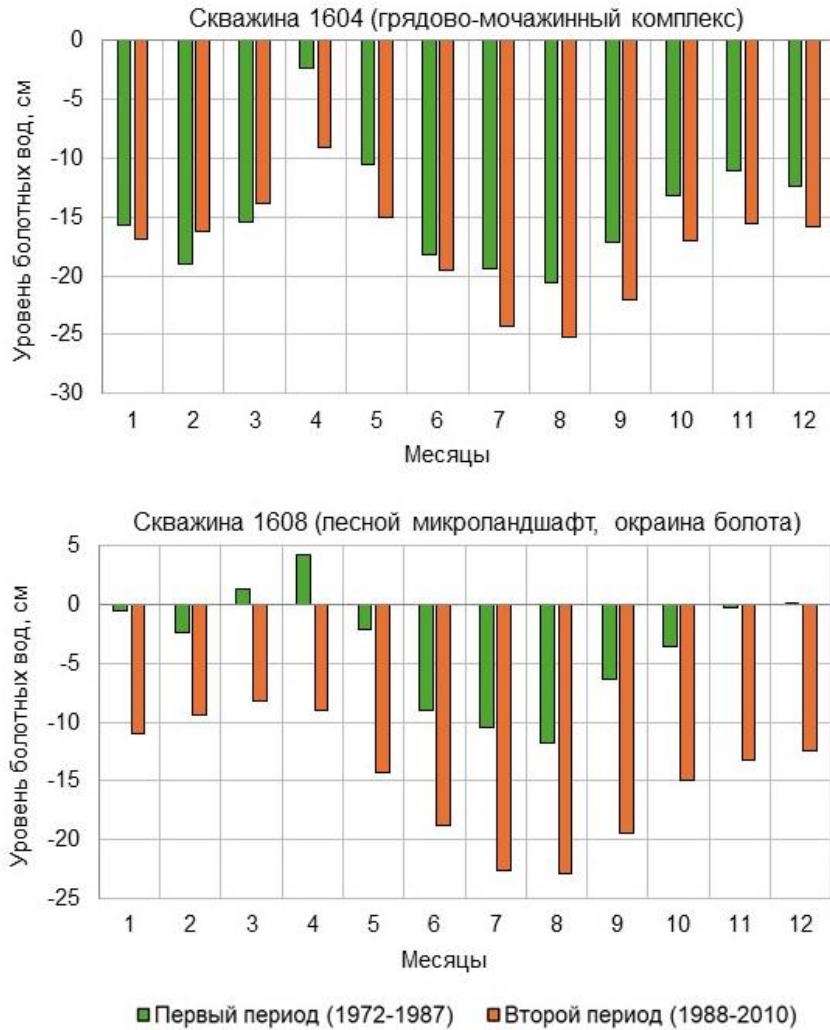 Скважина 1604 (грядово-мочажинный комплекс)
Уровень болотных вод, см
0
-5
-10
-15
-20
-25
-30
1 2 3 4 5 6 7 8 9 10 11 12
Месяцы
Скважина 1608 (лесной микроландшафт, окраина болота)
Уровень болотных вод, см
5
0
-5
-10
-15
-20
-25
1 2 3 4 5 6 7 8 9 10 11 12
Месяцы
Первый период (1972-1987) Второй период (1988-2010)